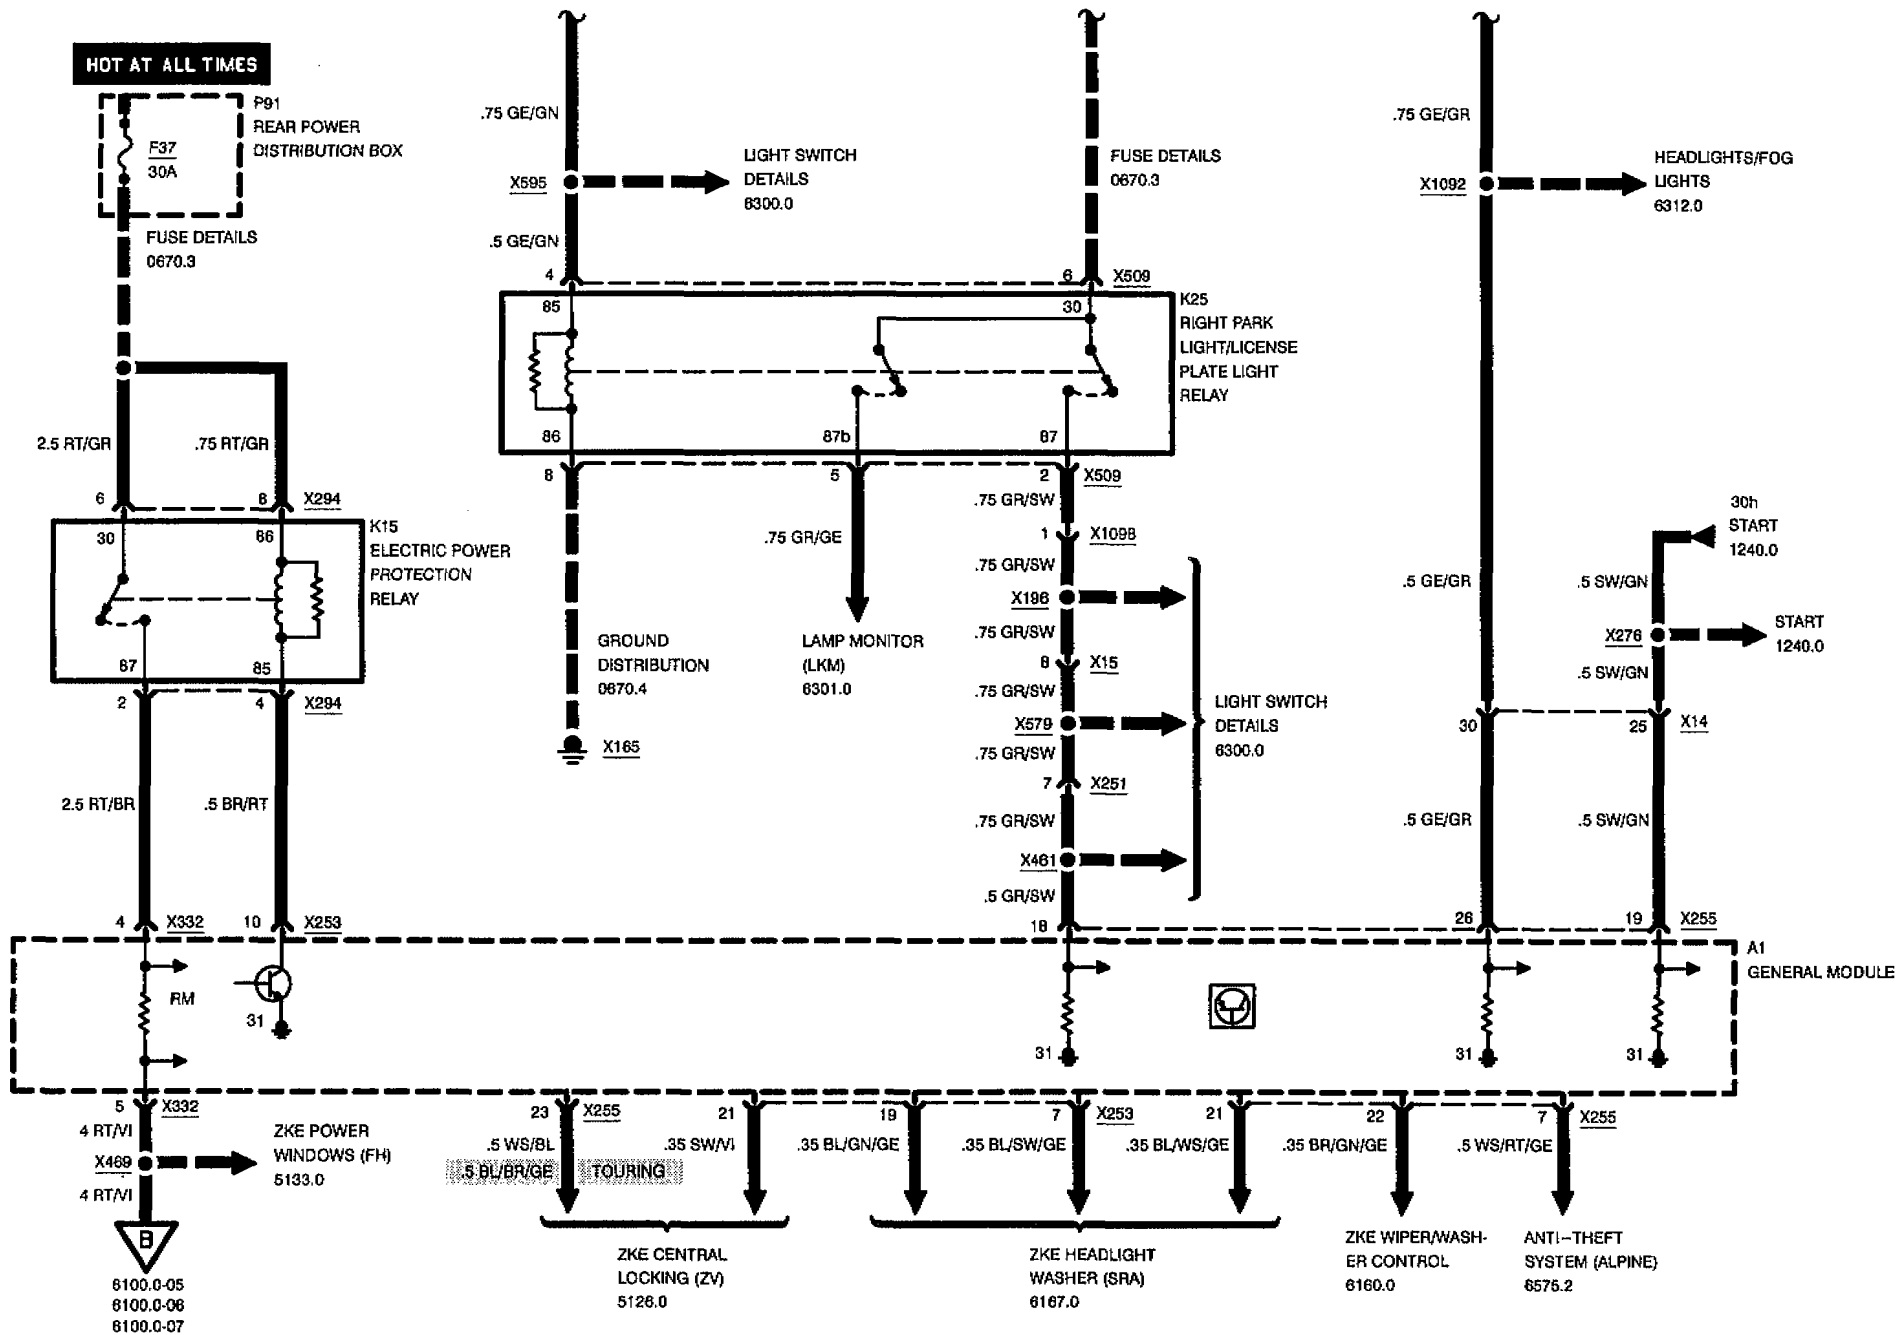 HOT AT ALL TIMES
P91
REAR POWER
DISTRIBUTION BOX
F37
30A
FUSE DETAILS
0670.3
2.5 RT/GR
.75 RT/GR
6
8
X294
30
86
K15
ELECTRIC POWER
PROTECTION
RELAY
87
85
2
4
X294
2.5 RT/BR
.5 BR/RT
4
X332
10
X253
.75 GE/GN
X595
LIGHT SWITCH
DETAILS
6300.0
.5 GE/GN
4
FUSE DETAILS
0670.3
6
X509
85
30
K25
RIGHT PARK
LIGHT/LICENSE
PLATE LIGHT
RELAY
86
87b
87
8
5
2
X509
.75 GR/GE
GROUND
DISTRIBUTION
0670.4
X165
LAMP MONITOR
(LKM)
6301.0
.75 GR/SW
1
X1098
.75 GR/SW
X196
.75 GR/SW
8
X15
.75 GR/SW
X579
.75 GR/SW
7
X251
.75 GR/SW
X461
.5 GR/SW
18
LIGHT SWITCH
DETAILS
6300.0
.75 GE/GR
X1092
HEADLIGHTS/FOG
LIGHTS
6312.0
.5 GE/GR
30h
START
1240.0
.5 SW/GN
X276
START
1240.0
.5 SW/GN
30
25
X14
.5 GE/GR
.5 SW/GN
26
19
X255
A1
GENERAL MODULE
RM
31
31
31
31
5
X332
4 RT/VI
X469
ZKE POWER
WINDOWS (FH)
5133.0
4 RT/VI
B
6100.0-05
6100.0-06
6100.0-07
23
X255
21
19
7
X253
21
22
7
X255
.5 WS/BL
.5 BL/BR/GE
TOURING
.35 SW/VI
.35 BL/GN/GE
.35 BL/SW/GE
.35 BL/WS/GE
.35 BR/GN/GE
.5 WS/RT/GE
ZKE CENTRAL
LOCKING (ZV)
5126.0
ZKE HEADLIGHT
WASHER (SRA)
6167.0
ZKE WIPER/WASH-
ER CONTROL
6160.0
ANTI-THEFT
SYSTEM (ALPINE)
6575.2